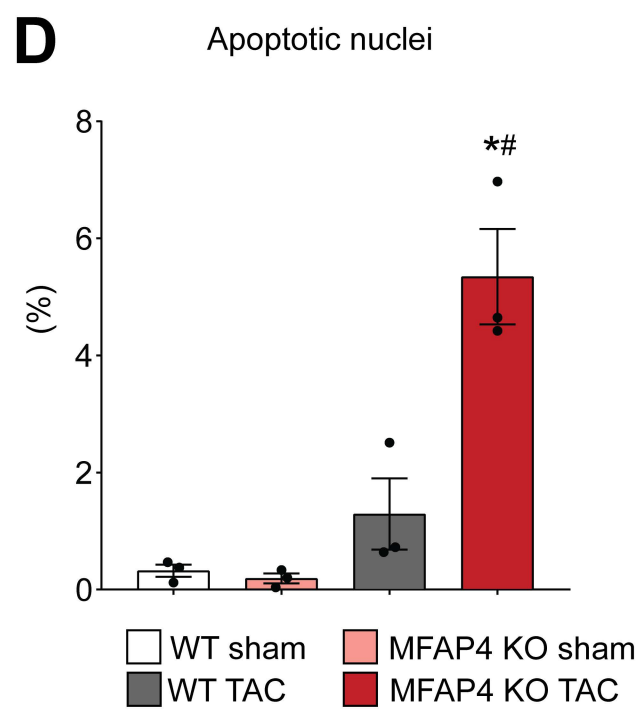 D
Apoptotic nuclei
8
*#
6
(%)
4
2
0
WT sham
MFAP4 KO sham
WT TAC
MFAP4 KO TAC